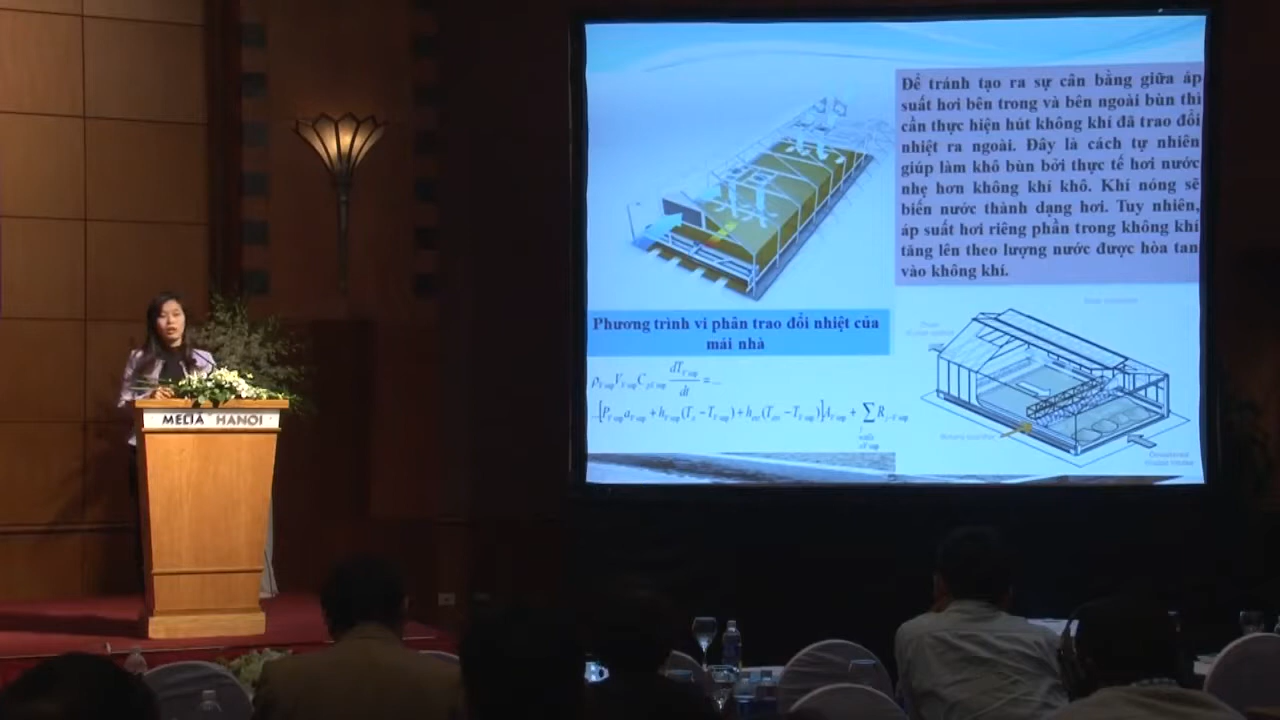 Để tránh tạo ra sự cân bằng giữa áp
suất hơi bên trong và bên ngoài bùn thì
cần thực hiện hút không khí đã trao đổi
nhiệt ra ngoài. Đây là cách tự nhiên
giúp làm khô bùn bởi thực tế hơi nước
nhẹ hơn không khí khô. Khí nóng sẽ
biến nước thành dạng hơi. Tuy nhiên,
áp suất hơi riêng phần trong không khí
tăng lên theo lượng nước được hòa tan
vào không khí.
Phương trình vi phân trao đổi nhiệt của
mái nhà
MELIA HANOI